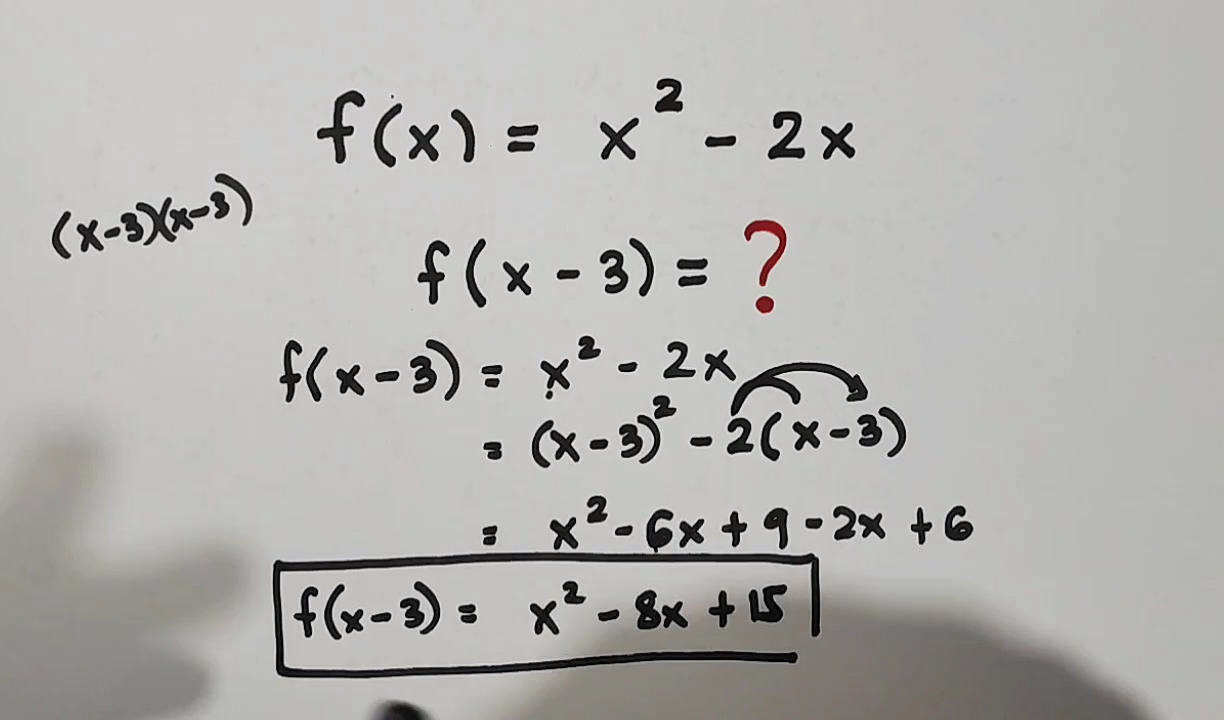 f(x) = x² - 2x
(x-3)(x-3)
f(x - 3) = ?
f(x-3) = x² - 2x
= (x-3)² - 2(x-3)
= x² - 6x + 9 - 2x + 6
f(x-3) = x² - 8x + 15